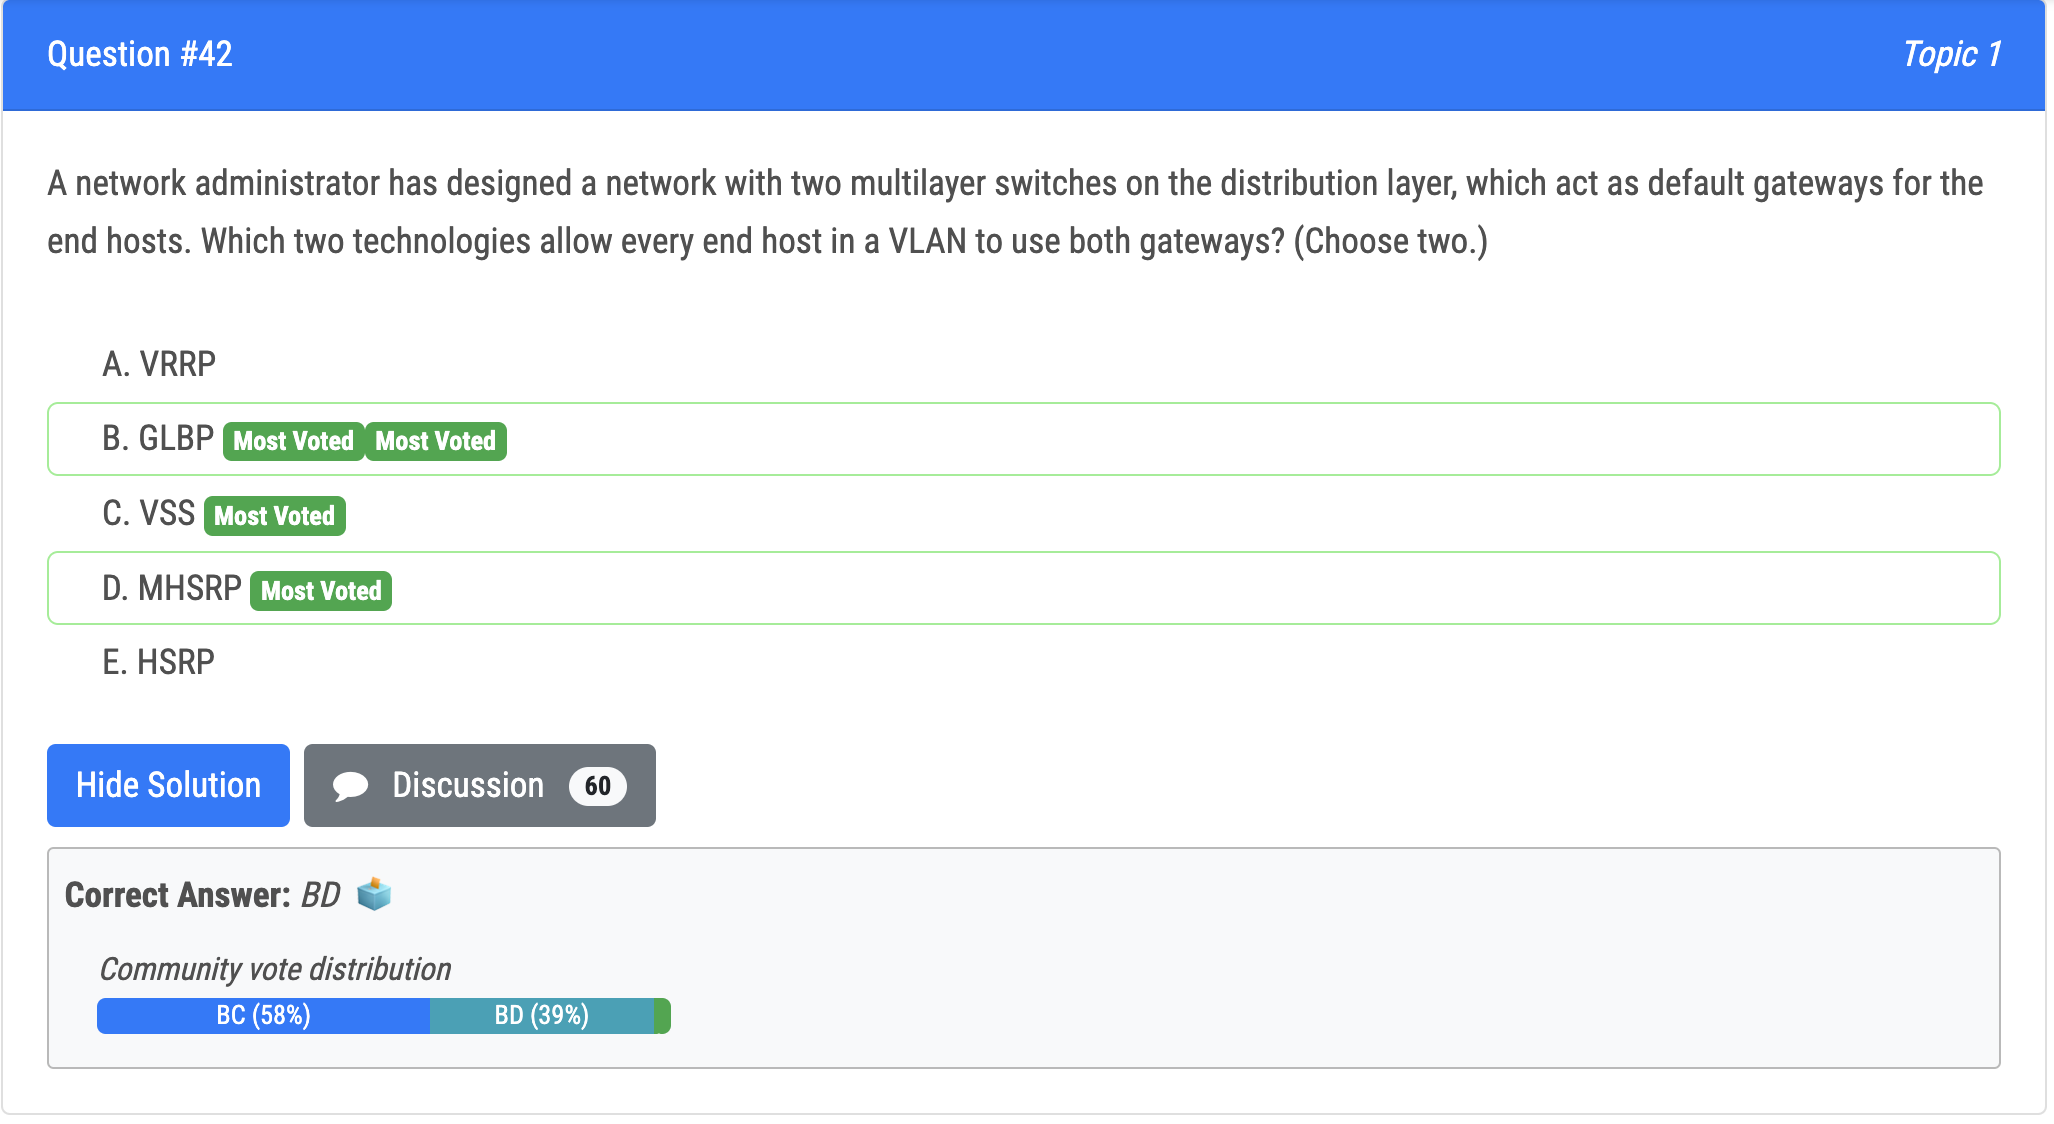 Question #42
Topic 1
A network administrator has designed a network with two multilayer switches on the distribution layer, which act as default gateways for the
end hosts. Which two technologies allow every end host in a VLAN to use both gateways? (Choose two.)
A. VRRP
B. GLBP Most Voted Most Voted
C. VSS Most Voted
D. MHSRP Most Voted
E. HSRP
Hide Solution
Discussion 60
Correct Answer: BD
Community vote distribution
BC (58%) BD (39%)